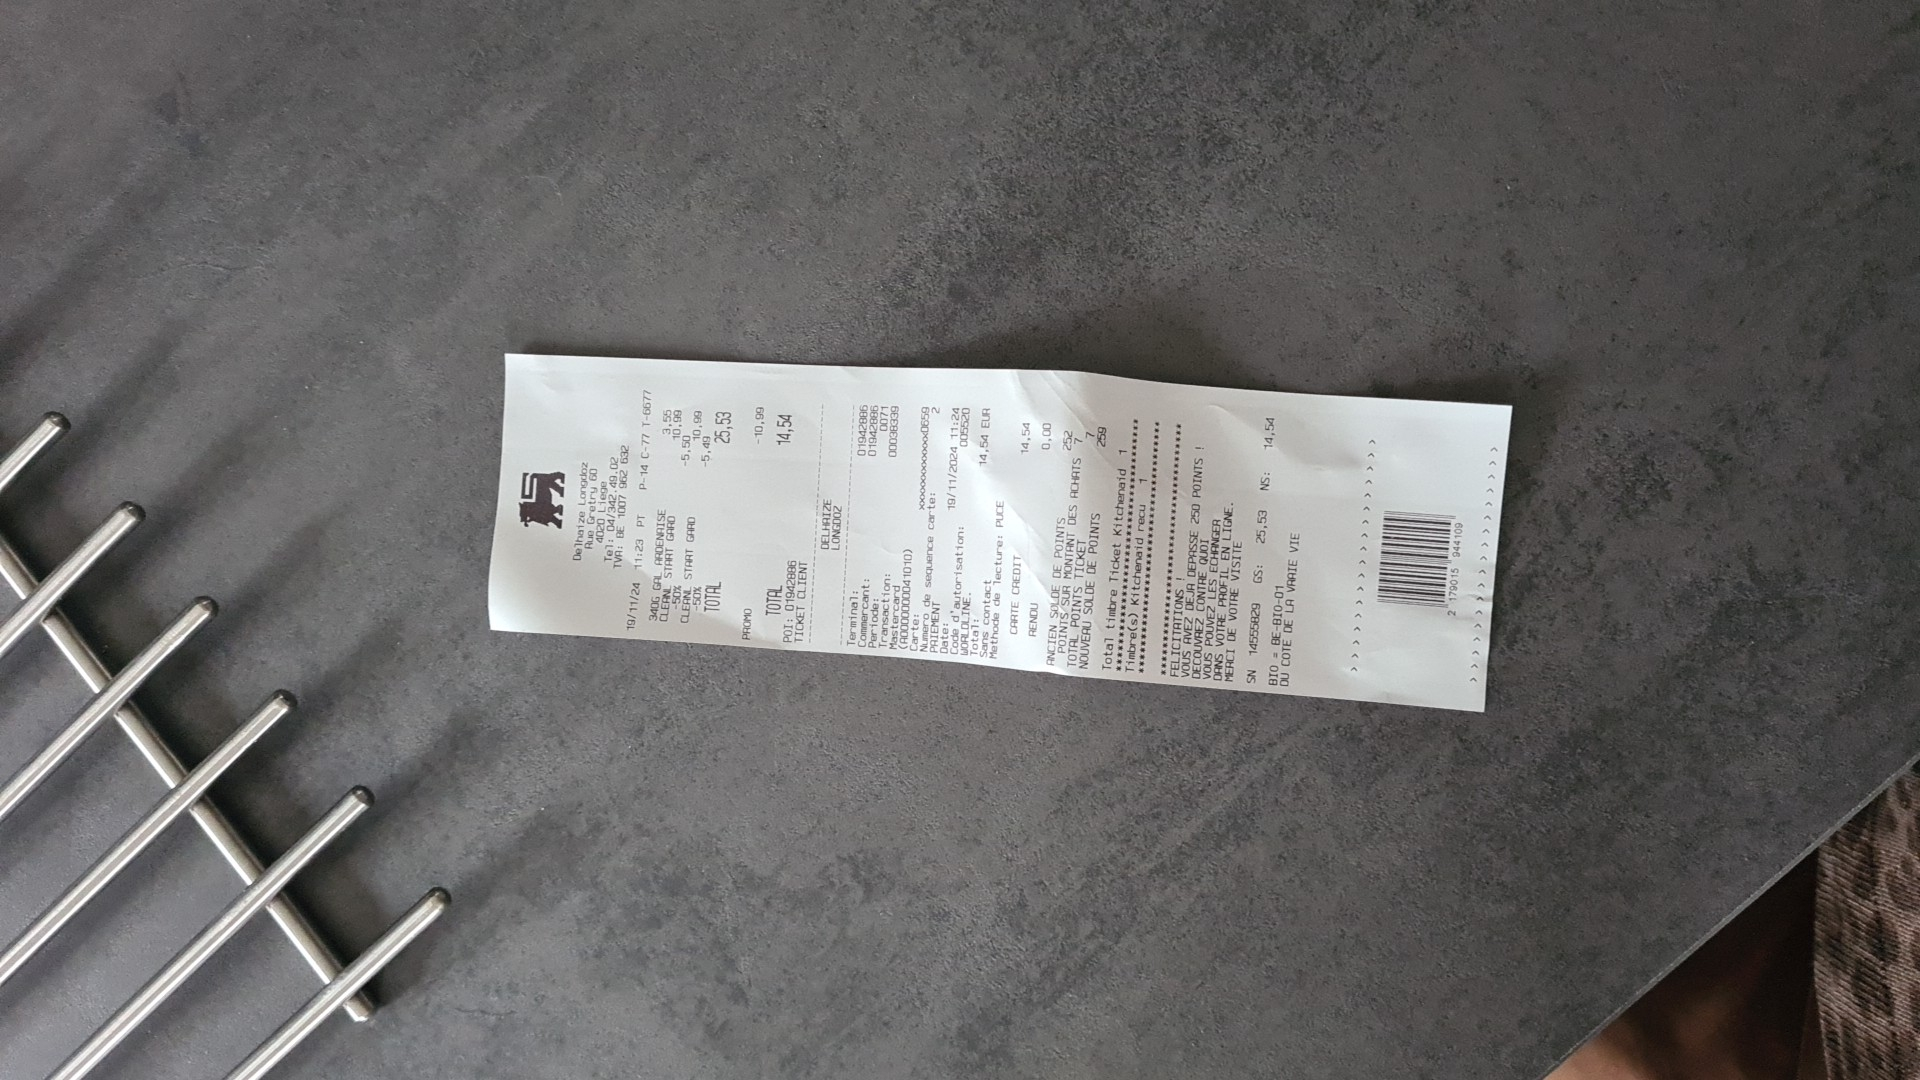 Delhaize Longdoz
Rue Gretry 60
4020 Liege
Tel: 04/342.49.02
TVA: BE 1007 962 632
19/11/24 11:23 PT P-14 C-77 T-6677
340G GAL.ARDENAISE 3,55
CLEANL START GARD 10,99
-50% -5,50
CLEANL START GARD 10,99
-50% -5,49
TOTAL 25,53
PROMO -10,99
TOTAL 14,54
POI: 01942886
TICKET CLIENT
DELHAIZE
LONGDOZ
Terminal: 01942886
Commercant: 01942886
Periode: 0071
Transaction: 00383339
Mastercard
(A0000000041010)
Carte: xxxxxxxxxxxx0659
Numero de sequence carte: 2
PAIEMENT
Date: 19/11/2024 11:24
Code d'autorisation: 005520
WORLDLINE.
Total: 14,54 EUR
Sans contact
Methode de lecture: PUCE
CARTE CREDIT 14,54
RENDU 0,00
ANCIEN SOLDE DE POINTS 252
POINTS SUR MONTANT DES ACHATS 7
TOTAL POINTS TICKET 7
NOUVEAU SOLDE DE POINTS 259
Total timbre Ticket Kitchenaid 1
Timbre(s) Kitchenaid recu 1
FELICITATIONS !
VOUS AVEZ DEJA DEPASSE 250 POINTS !
DECOUVREZ CONTRE QUOI
VOUS POUVEZ LES ECHANGER
DANS VOTRE PROFIL EN LIGNE.
MERCI DE VOTRE VISITE
SN 14555829 GS: 25,53 NS: 14,54
BIO = BE-BIO-01
DU COTE DE LA VRAIE VIE
2 179015 944109